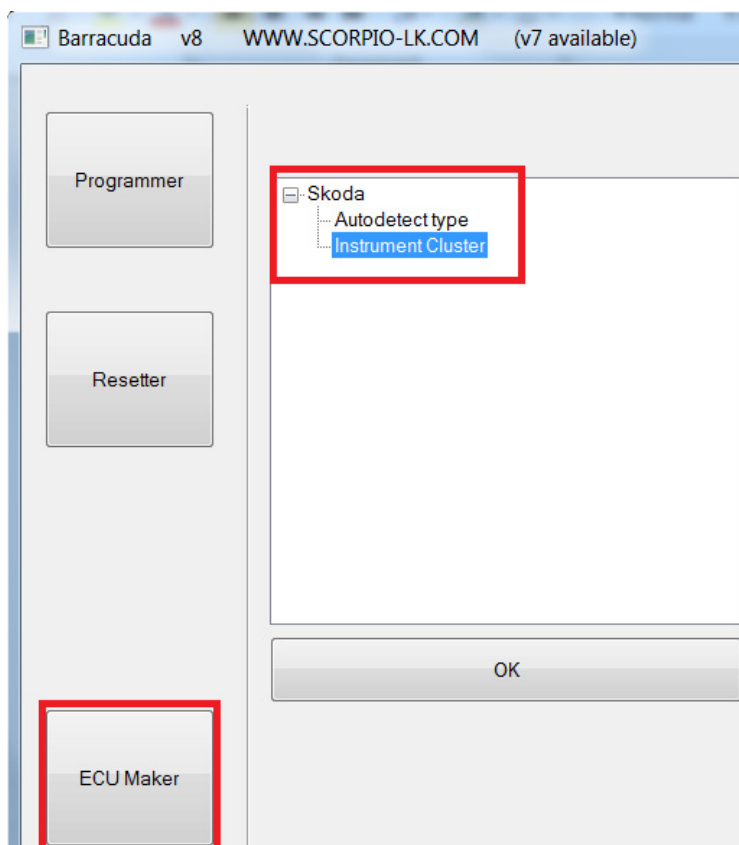 Barracuda v8 WWW.SCORPIO-LK.COM (v7 available)
Programmer
Skoda
Autodetect type
Instrument Cluster
Resetter
OK
ECU Maker